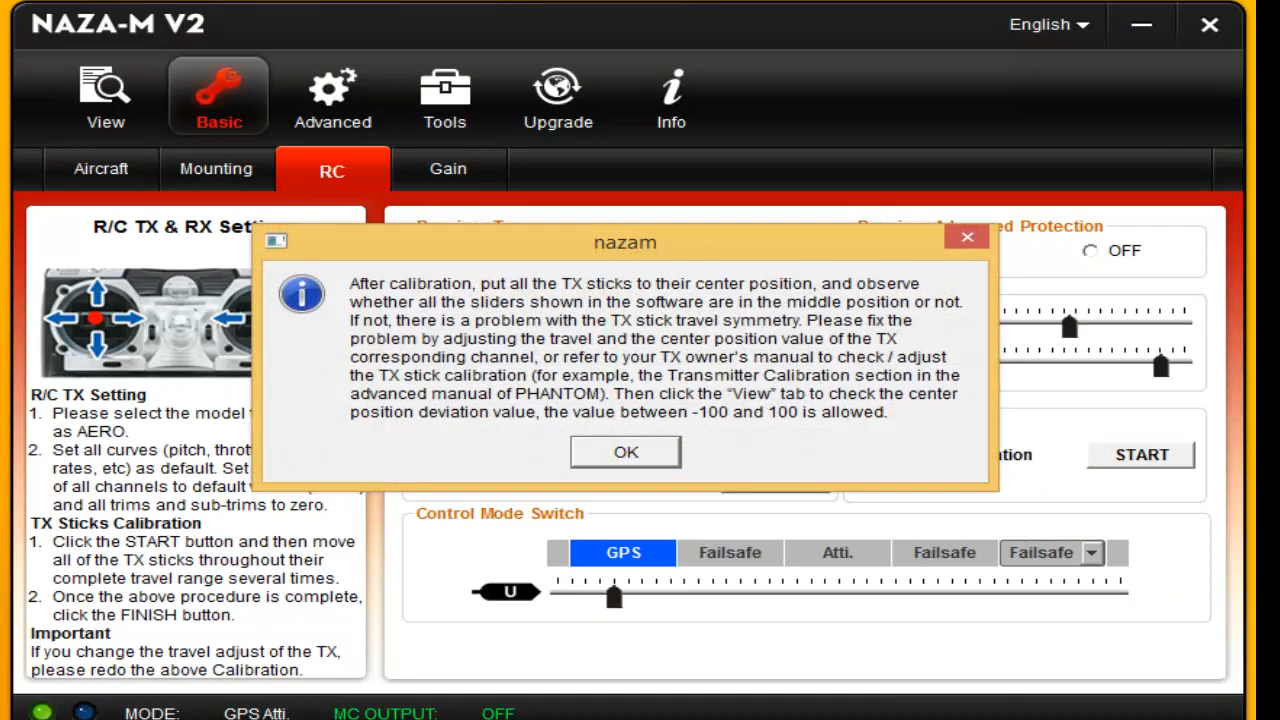 NAZA-M V2
English
View
Basic
Advanced
Tools
Upgrade
Info
Aircraft
Mounting
RC
Gain
R/C TX & RX
nazam
After calibration, put all the TX sticks to their center position, and observe
whether all the sliders shown in the software are in the middle position or not.
If not, there is a problem with the TX stick travel symmetry. Please fix the
problem by adjusting the travel and the center position value of the TX
corresponding channel, or refer to your TX owner's manual to check / adjust
the TX stick calibration (for example, the Transmitter Calibration section in the
advanced manual of PHANTOM). Then click the “View” tab to check the center
position deviation value, the value between -100 and 100 is allowed.
OK
Protection
OFF
START
R/C TX Setting
1. Please select the model
as AERO.
2. Set all curves (pitch,
rates, etc) as default. Set
of all channels to default
and all trims and sub-trims to zero.
TX Sticks Calibration
1. Click the START button and then move
all of the TX sticks throughout their
complete travel range several times.
2. Once the above procedure is complete,
click the FINISH button.
Important
If you change the travel adjust of the TX,
please redo the above Calibration.
Control Mode Switch
GPS
Failsafe
Atti.
Failsafe
Failsafe
U
MODE:
GPS Atti.
MC OUTPUT:
OFF